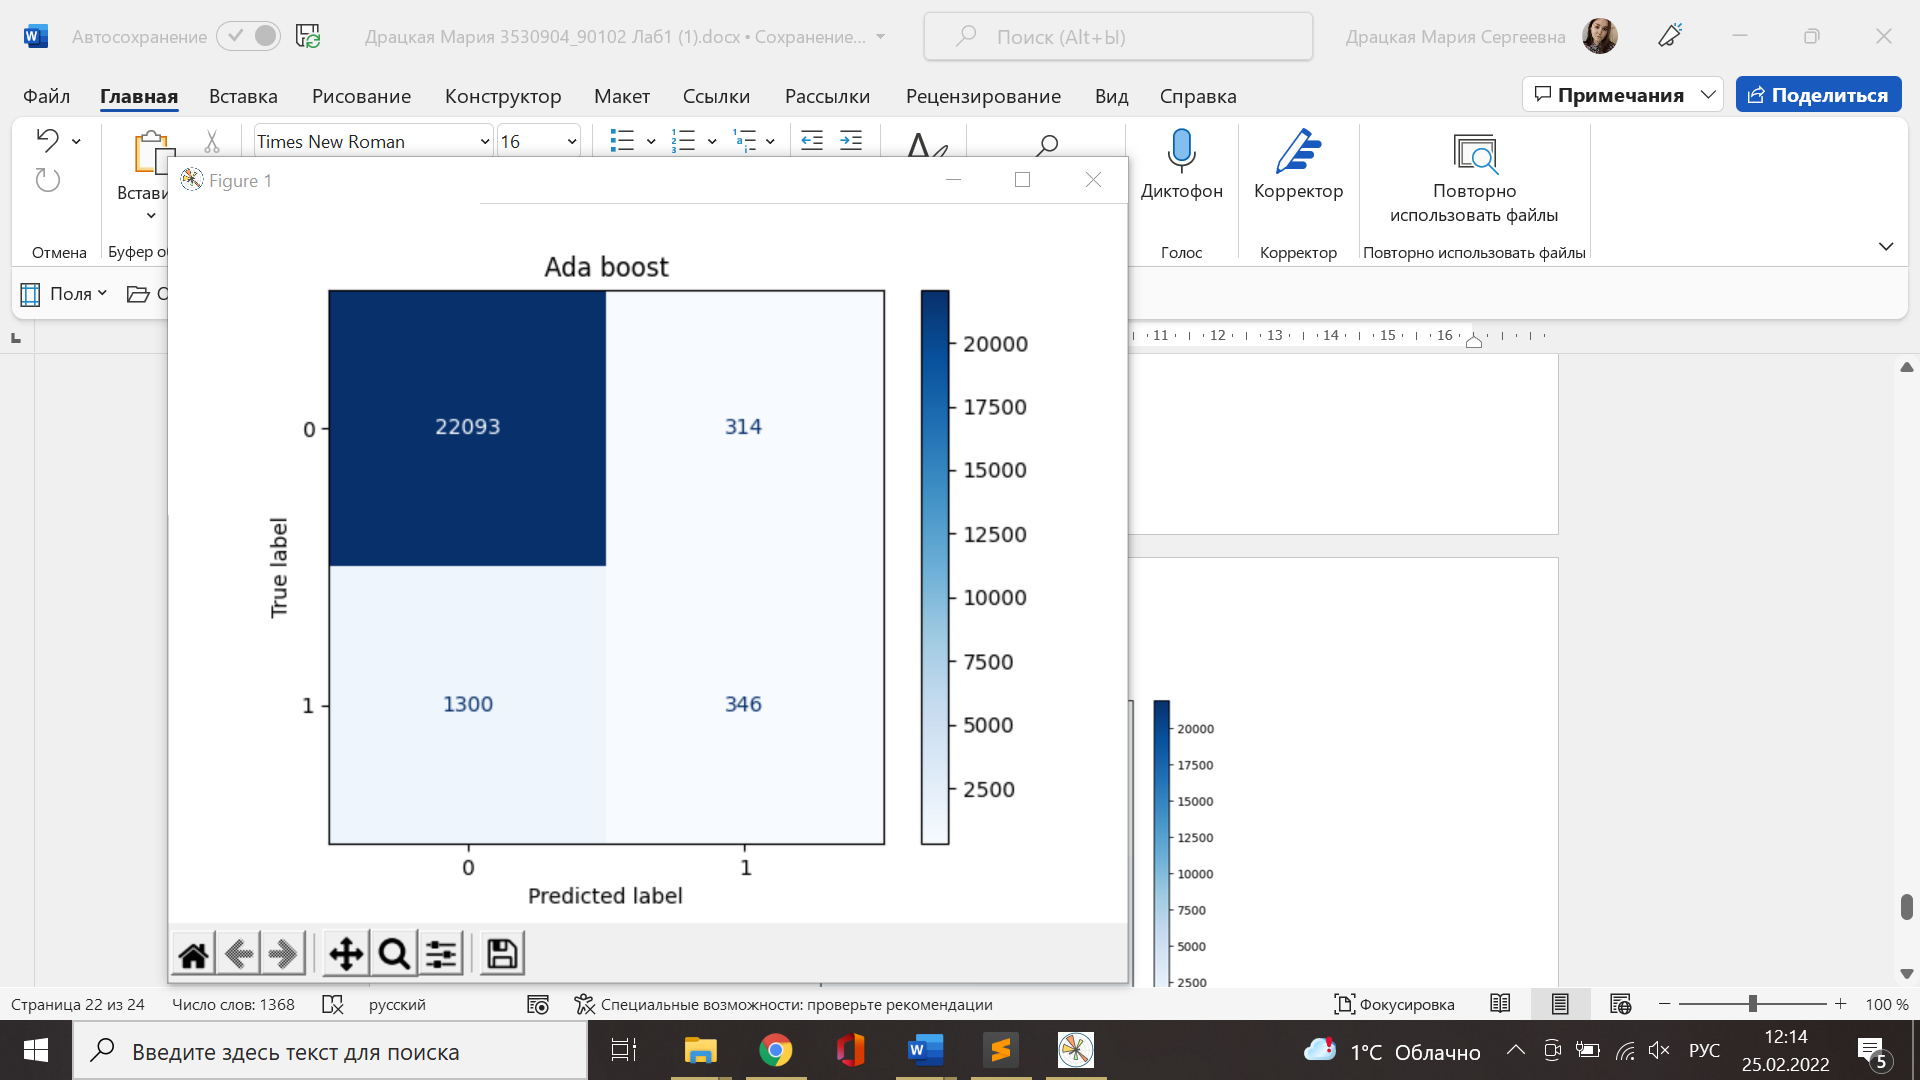 Автосохранение
Драцкая Мария 3530904_90102 Лаб1 (1).docx • Сохранение...
Поиск (Alt+Ы)
Драцкая Мария Сергеевна
Файл Главная Вставка Рисование Конструктор Макет Ссылки Рассылки Рецензирование Вид Справка
Примечания
Поделиться
Times New Roman
16
Диктофон
Корректор
Повторно
использовать файлы
Отмена
Голос
Корректор
Повторно использовать файлы
Поля
11 12 13 14 15 16
Figure 1
Ada boost
22093
314
1300
346
0
1
True label
0
1
Predicted label
20000
17500
15000
12500
10000
7500
5000
2500
20000
17500
15000
12500
10000
7500
5000
2500
Страница 22 из 24
Число слов: 1368
русский
Специальные возможности: проверьте рекомендации
Фокусировка
100 %
Введите здесь текст для поиска
1°C Облачно
РУС
12:14
25.02.2022
5